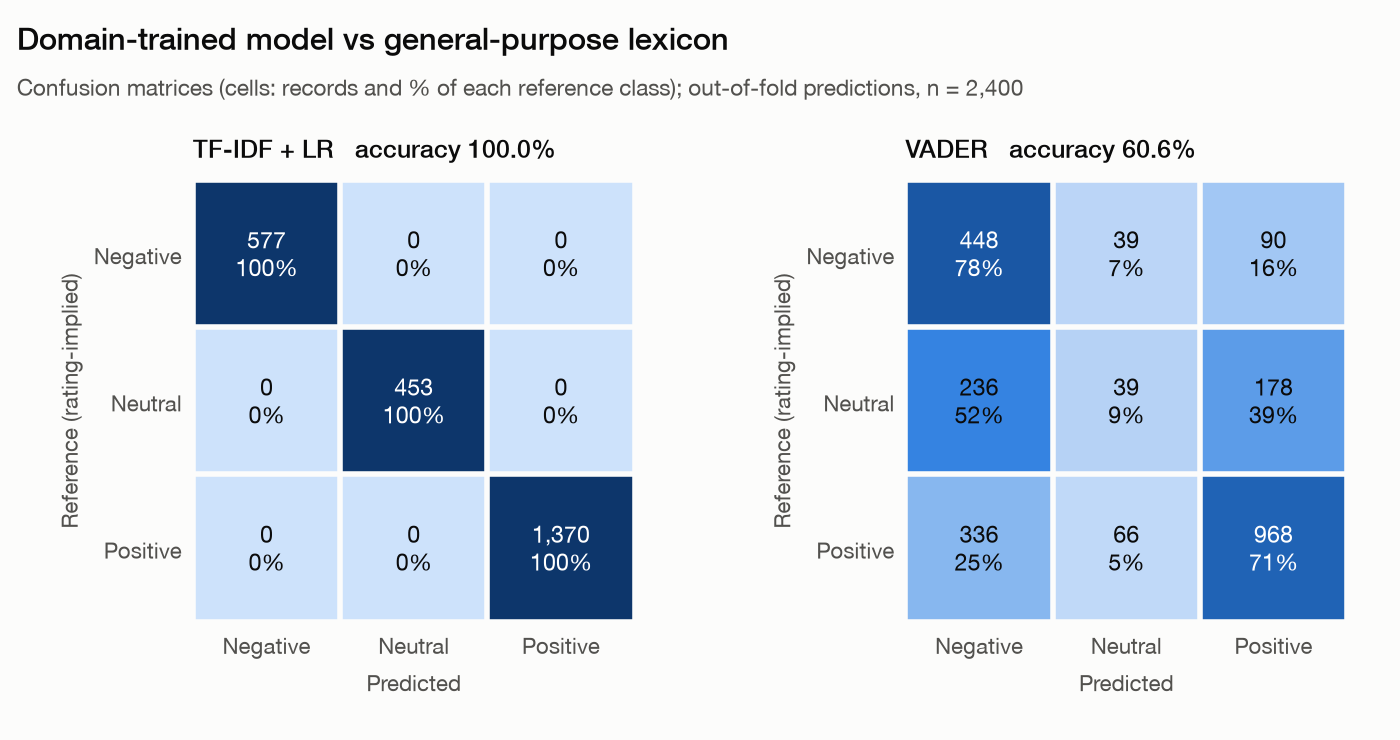 Domain-trained model vs general-purpose lexicon
Confusion matrices (cells: records and % of each reference class); out-of-fold predictions, n = 2,400
TF-IDF + LR accuracy 100.0%
Reference (rating-implied)
Negative
577
100%
0
0%
0
0%
Neutral
0
0%
453
100%
0
0%
Positive
0
0%
0
0%
1,370
100%
Negative
Neutral
Positive
Predicted
VADER accuracy 60.6%
Reference (rating-implied)
Negative
448
78%
39
7%
90
16%
Neutral
236
52%
39
9%
178
39%
Positive
336
25%
66
5%
968
71%
Negative
Neutral
Positive
Predicted